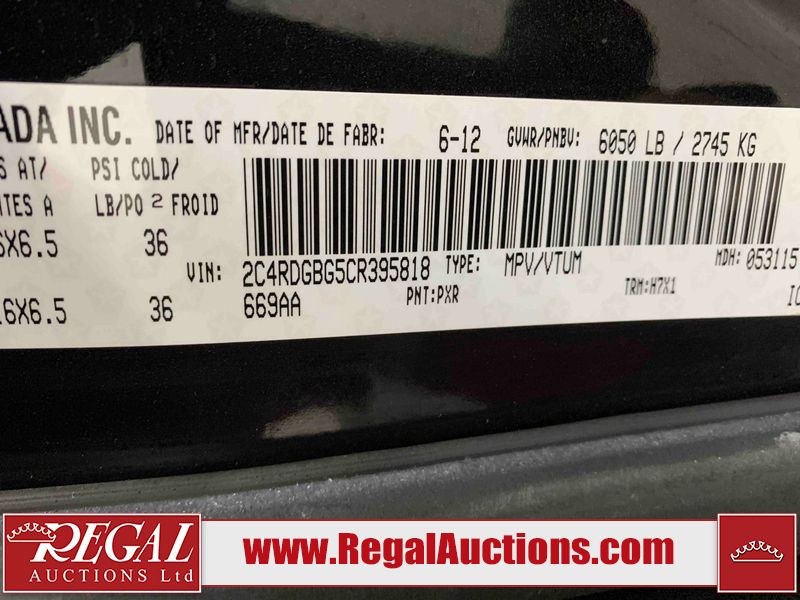 ADA INC. DATE OF MFR/DATE DE FABR: 6-12 GVWR/PNBV: 6050 LB / 2745 KG
S AT/ PSI COLD/
TES A LB/PO 2 FROID
6X6.5 36
VIN: 2C4RDGBG5CR395818 TYPE: MPV/VTUM MDH: 053115
6X6.5 36 669AA PNT:PXR TRM:H7X1
REGAL
AUCTIONS Ltd
www.RegalAuctions.com